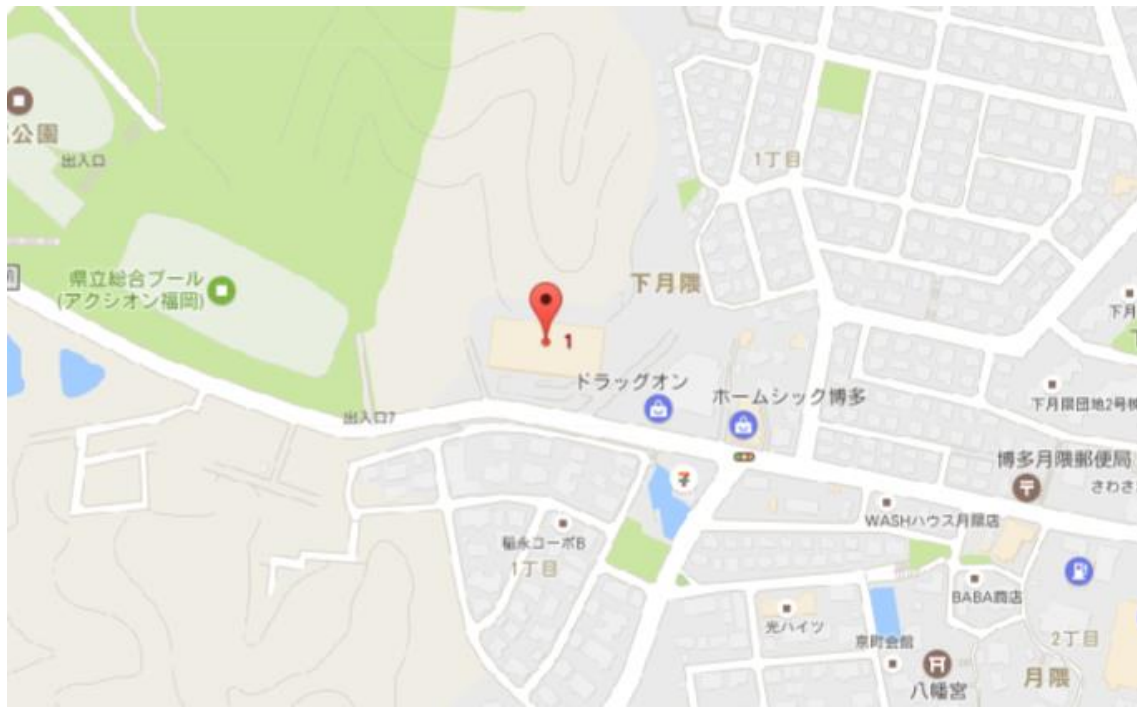 公園
出入口
1丁目
県立総合プール
(アクシオン福岡)
下月隈
1
下月
ドラッグオン
ホームシック博多
下月隈団地2号棟
出入口7
博多月隈郵便局
さわさ
WASHハウス月隈店
稲永コーポB
1丁目
BABA商店
光ハイツ
京町会館
2丁目
八幡宮
月隈